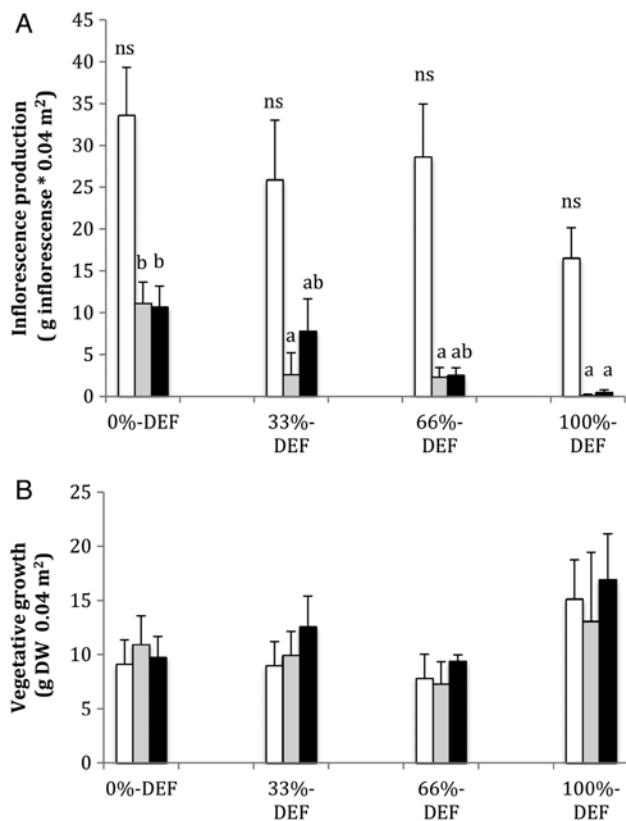 A
Inflorescence production
( g inflorescense * 0.04 m²)
45
40
35
30
25
20
15
10
5
0
ns
b b
ns
a
ab
ns
a ab
ns
a a
0%-DEF
33%-
DEF
66%-
DEF
100%-
DEF
B
Vegetative growth
(g DW 0.04 m²)
25
20
15
10
5
0
0%-DEF
33%-
DEF
66%-
DEF
100%-
DEF